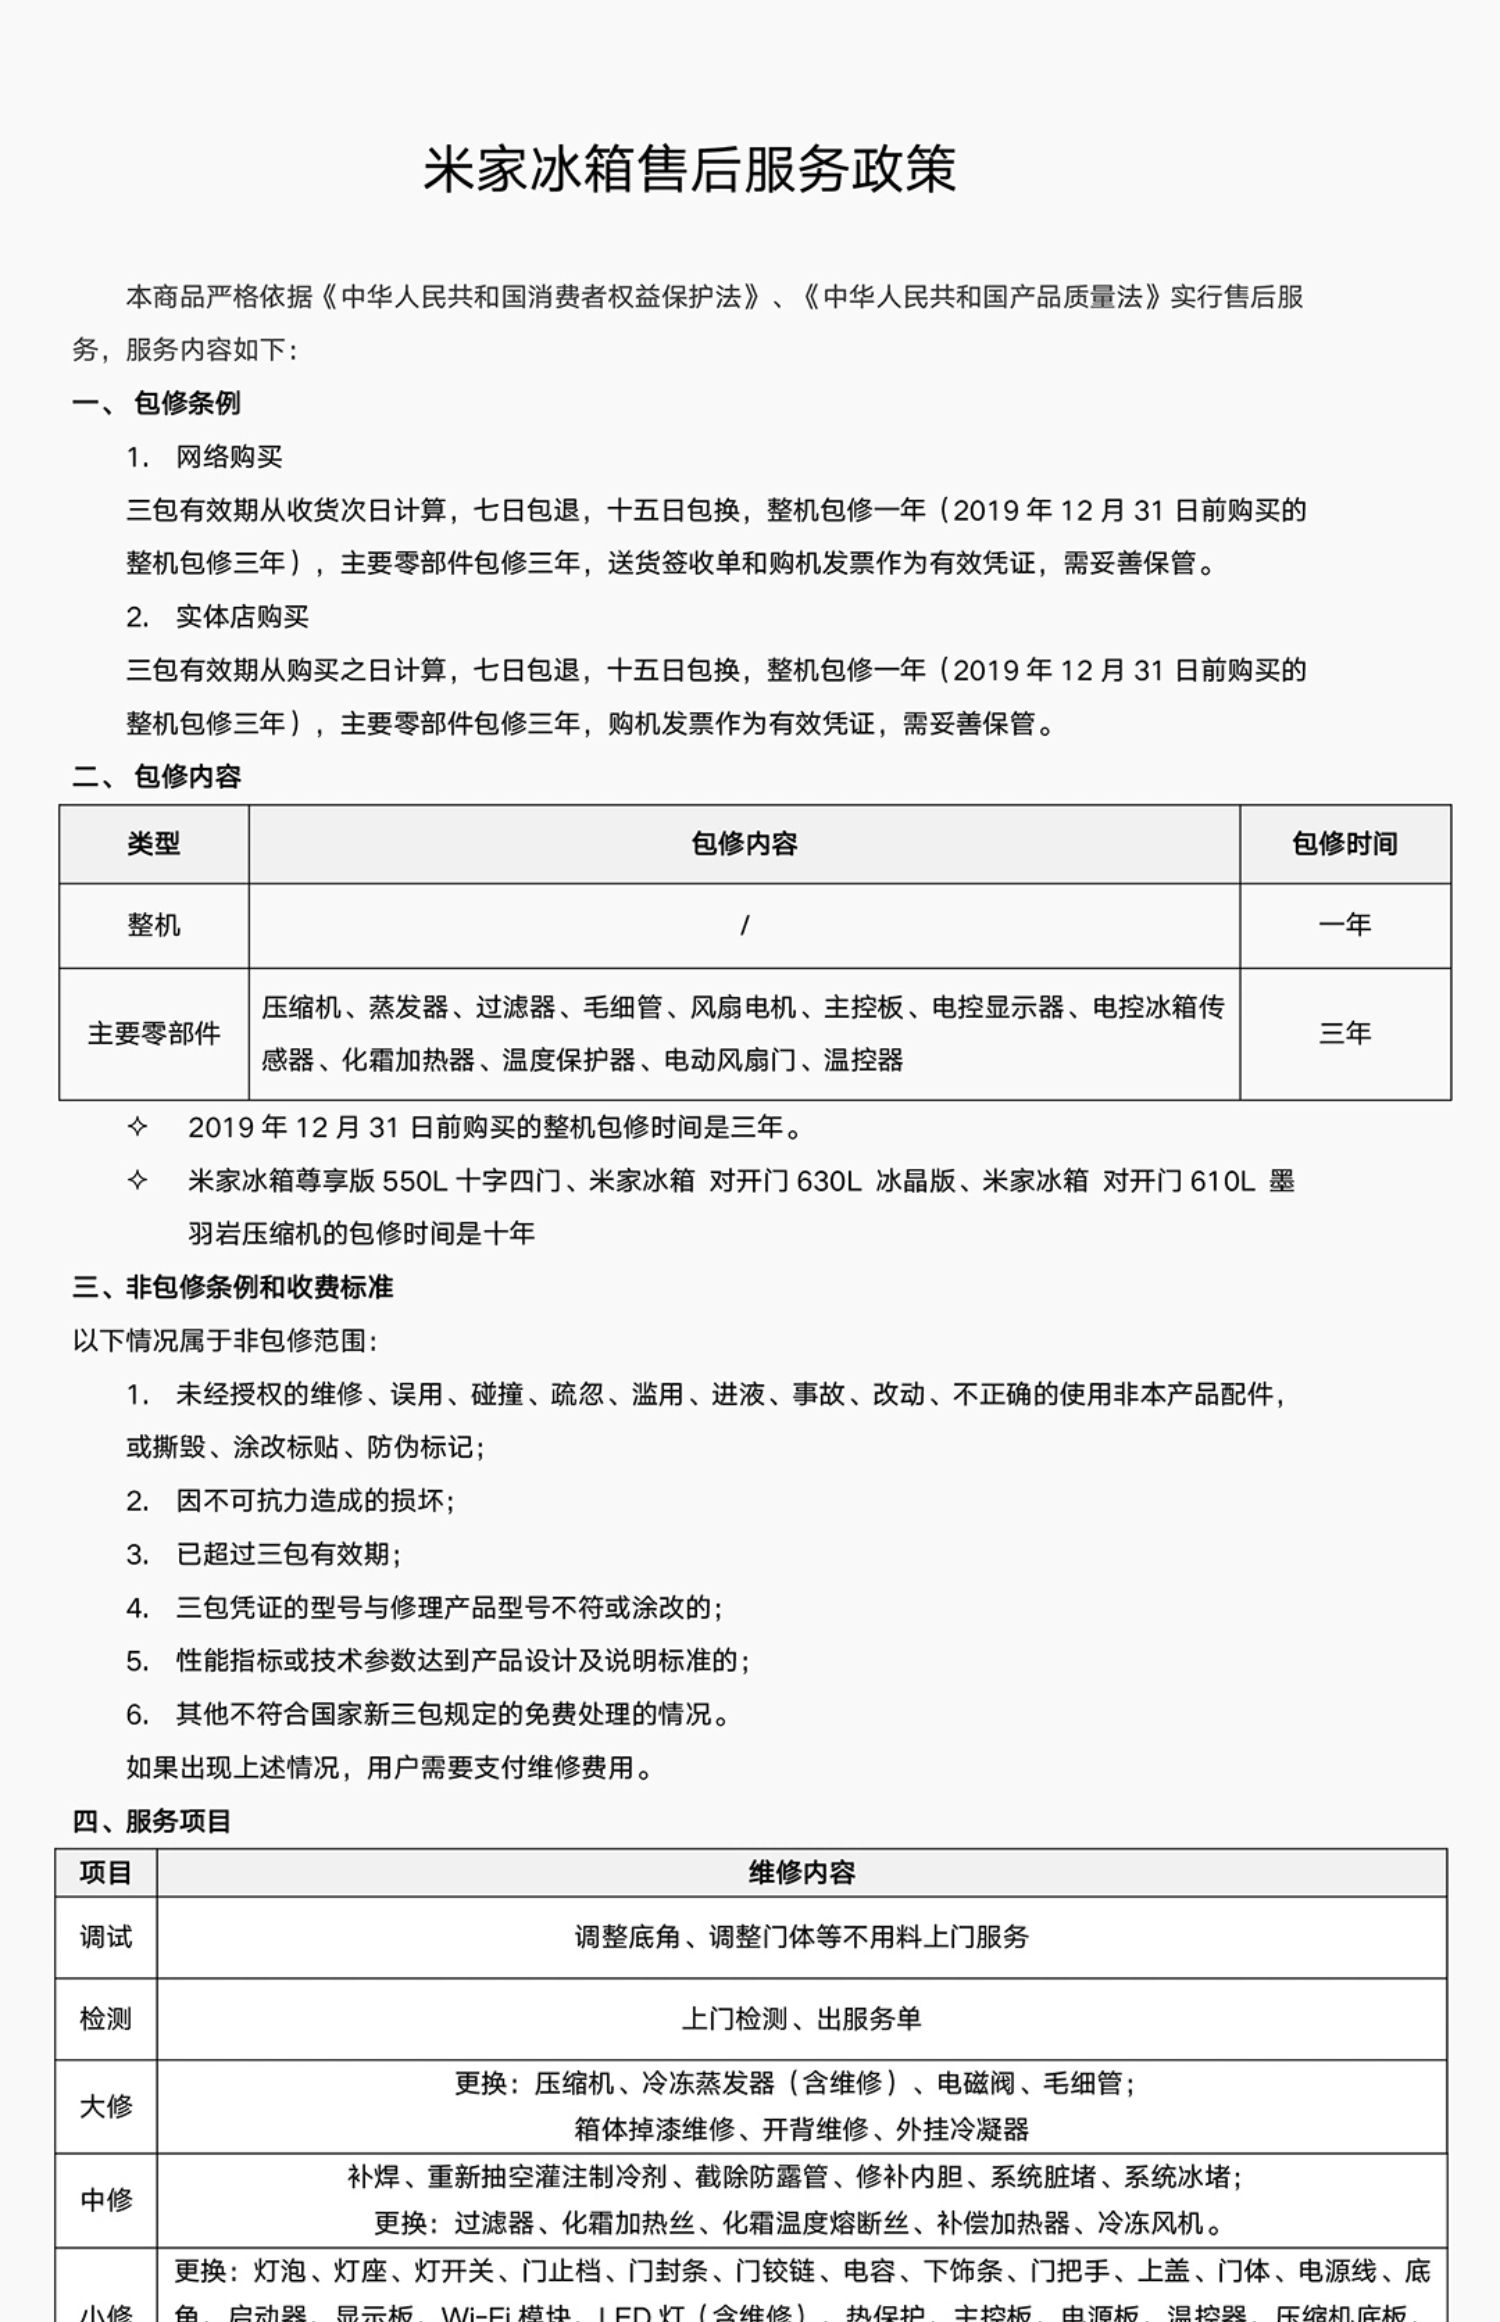 米家冰箱售后服务政策
本商品严格依据《中华人民共和国消费者权益保护法》、《中华人民共和国产品质量法》实行售后服
务，服务内容如下：
一、 包修条例
1. 网络购买
三包有效期从收货次日计算，七日包退，十五日包换，整机包修一年（2019 年 12 月 31 日前购买的
整机包修三年），主要零部件包修三年，送货签收单和购机发票作为有效凭证，需妥善保管。
2. 实体店购买
三包有效期从购买之日计算，七日包退，十五日包换，整机包修一年（2019 年 12 月 31 日前购买的
整机包修三年），主要零部件包修三年，购机发票作为有效凭证，需妥善保管。
二、 包修内容
类型 包修内容 包修时间
整机 / 一年
主要零部件 压缩机、蒸发器、过滤器、毛细管、风扇电机、主控板、电控显示器、电控冰箱传
感器、化霜加热器、温度保护器、电动风扇门、温控器 三年
✧ 2019 年 12 月 31 日前购买的整机包修时间是三年。
✧ 米家冰箱尊享版 550L 十字四门、米家冰箱 对开门 630L 冰晶版、米家冰箱 对开门 610L 墨
羽岩压缩机的包修时间是十年
三、非包修条例和收费标准
以下情况属于非包修范围：
1. 未经授权的维修、误用、碰撞、疏忽、滥用、进液、事故、改动、不正确的使用非本产品配件，
或撕毁、涂改标贴、防伪标记；
2. 因不可抗力造成的损坏；
3. 已超过三包有效期；
4. 三包凭证的型号与修理产品型号不符或涂改的；
5. 性能指标或技术参数达到产品设计及说明标准的；
6. 其他不符合国家新三包规定的免费处理的情况。
如果出现上述情况，用户需要支付维修费用。
四、服务项目
项目 维修内容
调试 调整底角、调整门体等不用料上门服务
检测 上门检测、出服务单
大修 更换：压缩机、冷冻蒸发器（含维修）、电磁阀、毛细管；
箱体掉漆维修、开背维修、外挂冷凝器
中修 补焊、重新抽空灌注制冷剂、截除防露管、修补内胆、系统脏堵、系统冰堵；
更换：过滤器、化霜加热丝、化霜温度熔断丝、补偿加热器、冷冻风机。
小修 更换：灯泡、灯座、灯开关、门止档、门封条、门铰链、电容、下饰条、门把手、上盖、门体、电源线、底
角、启动器、显示板、Wi-Fi 模块、LED 灯（含维修）、热保护、主控板、电源板、温控器、压缩机底板、